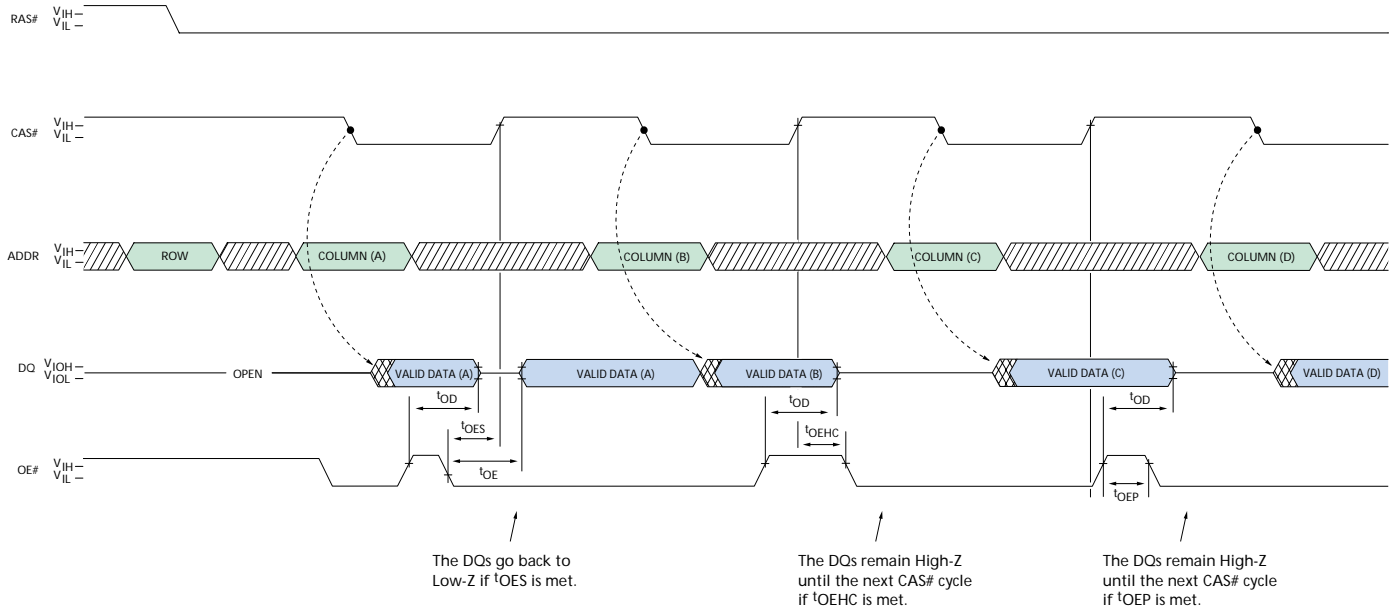 RAS# VIH
VIL
CAS# VIH
VIL
ADDR VIH
VIL
ROW COLUMN (A) COLUMN (B) COLUMN (C) COLUMN (D)
DQ VIOH
VIOL
OPEN VALID DATA (A) VALID DATA (A) VALID DATA (B) VALID DATA (C) VALID DATA (D)
tOD tOD tOD
tOES tOEHC
tOE tOEP
OE# VIH
VIL
The DQs go back to
Low-Z if tOES is met.
The DQs remain High-Z
until the next CAS# cycle
if tOEHC is met.
The DQs remain High-Z
until the next CAS# cycle
if tOEP is met.